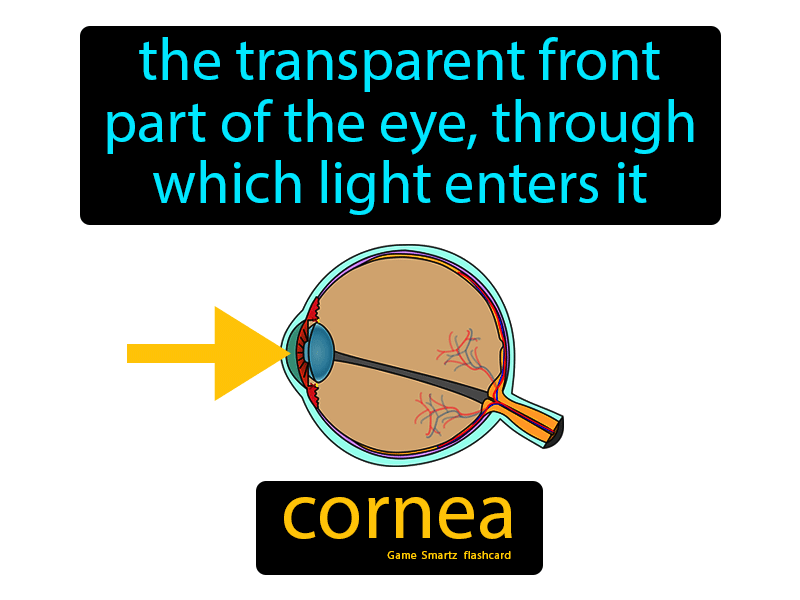 the transparent front
part of the eye, through
which light enters it
cornea
Game Smartz flashcard